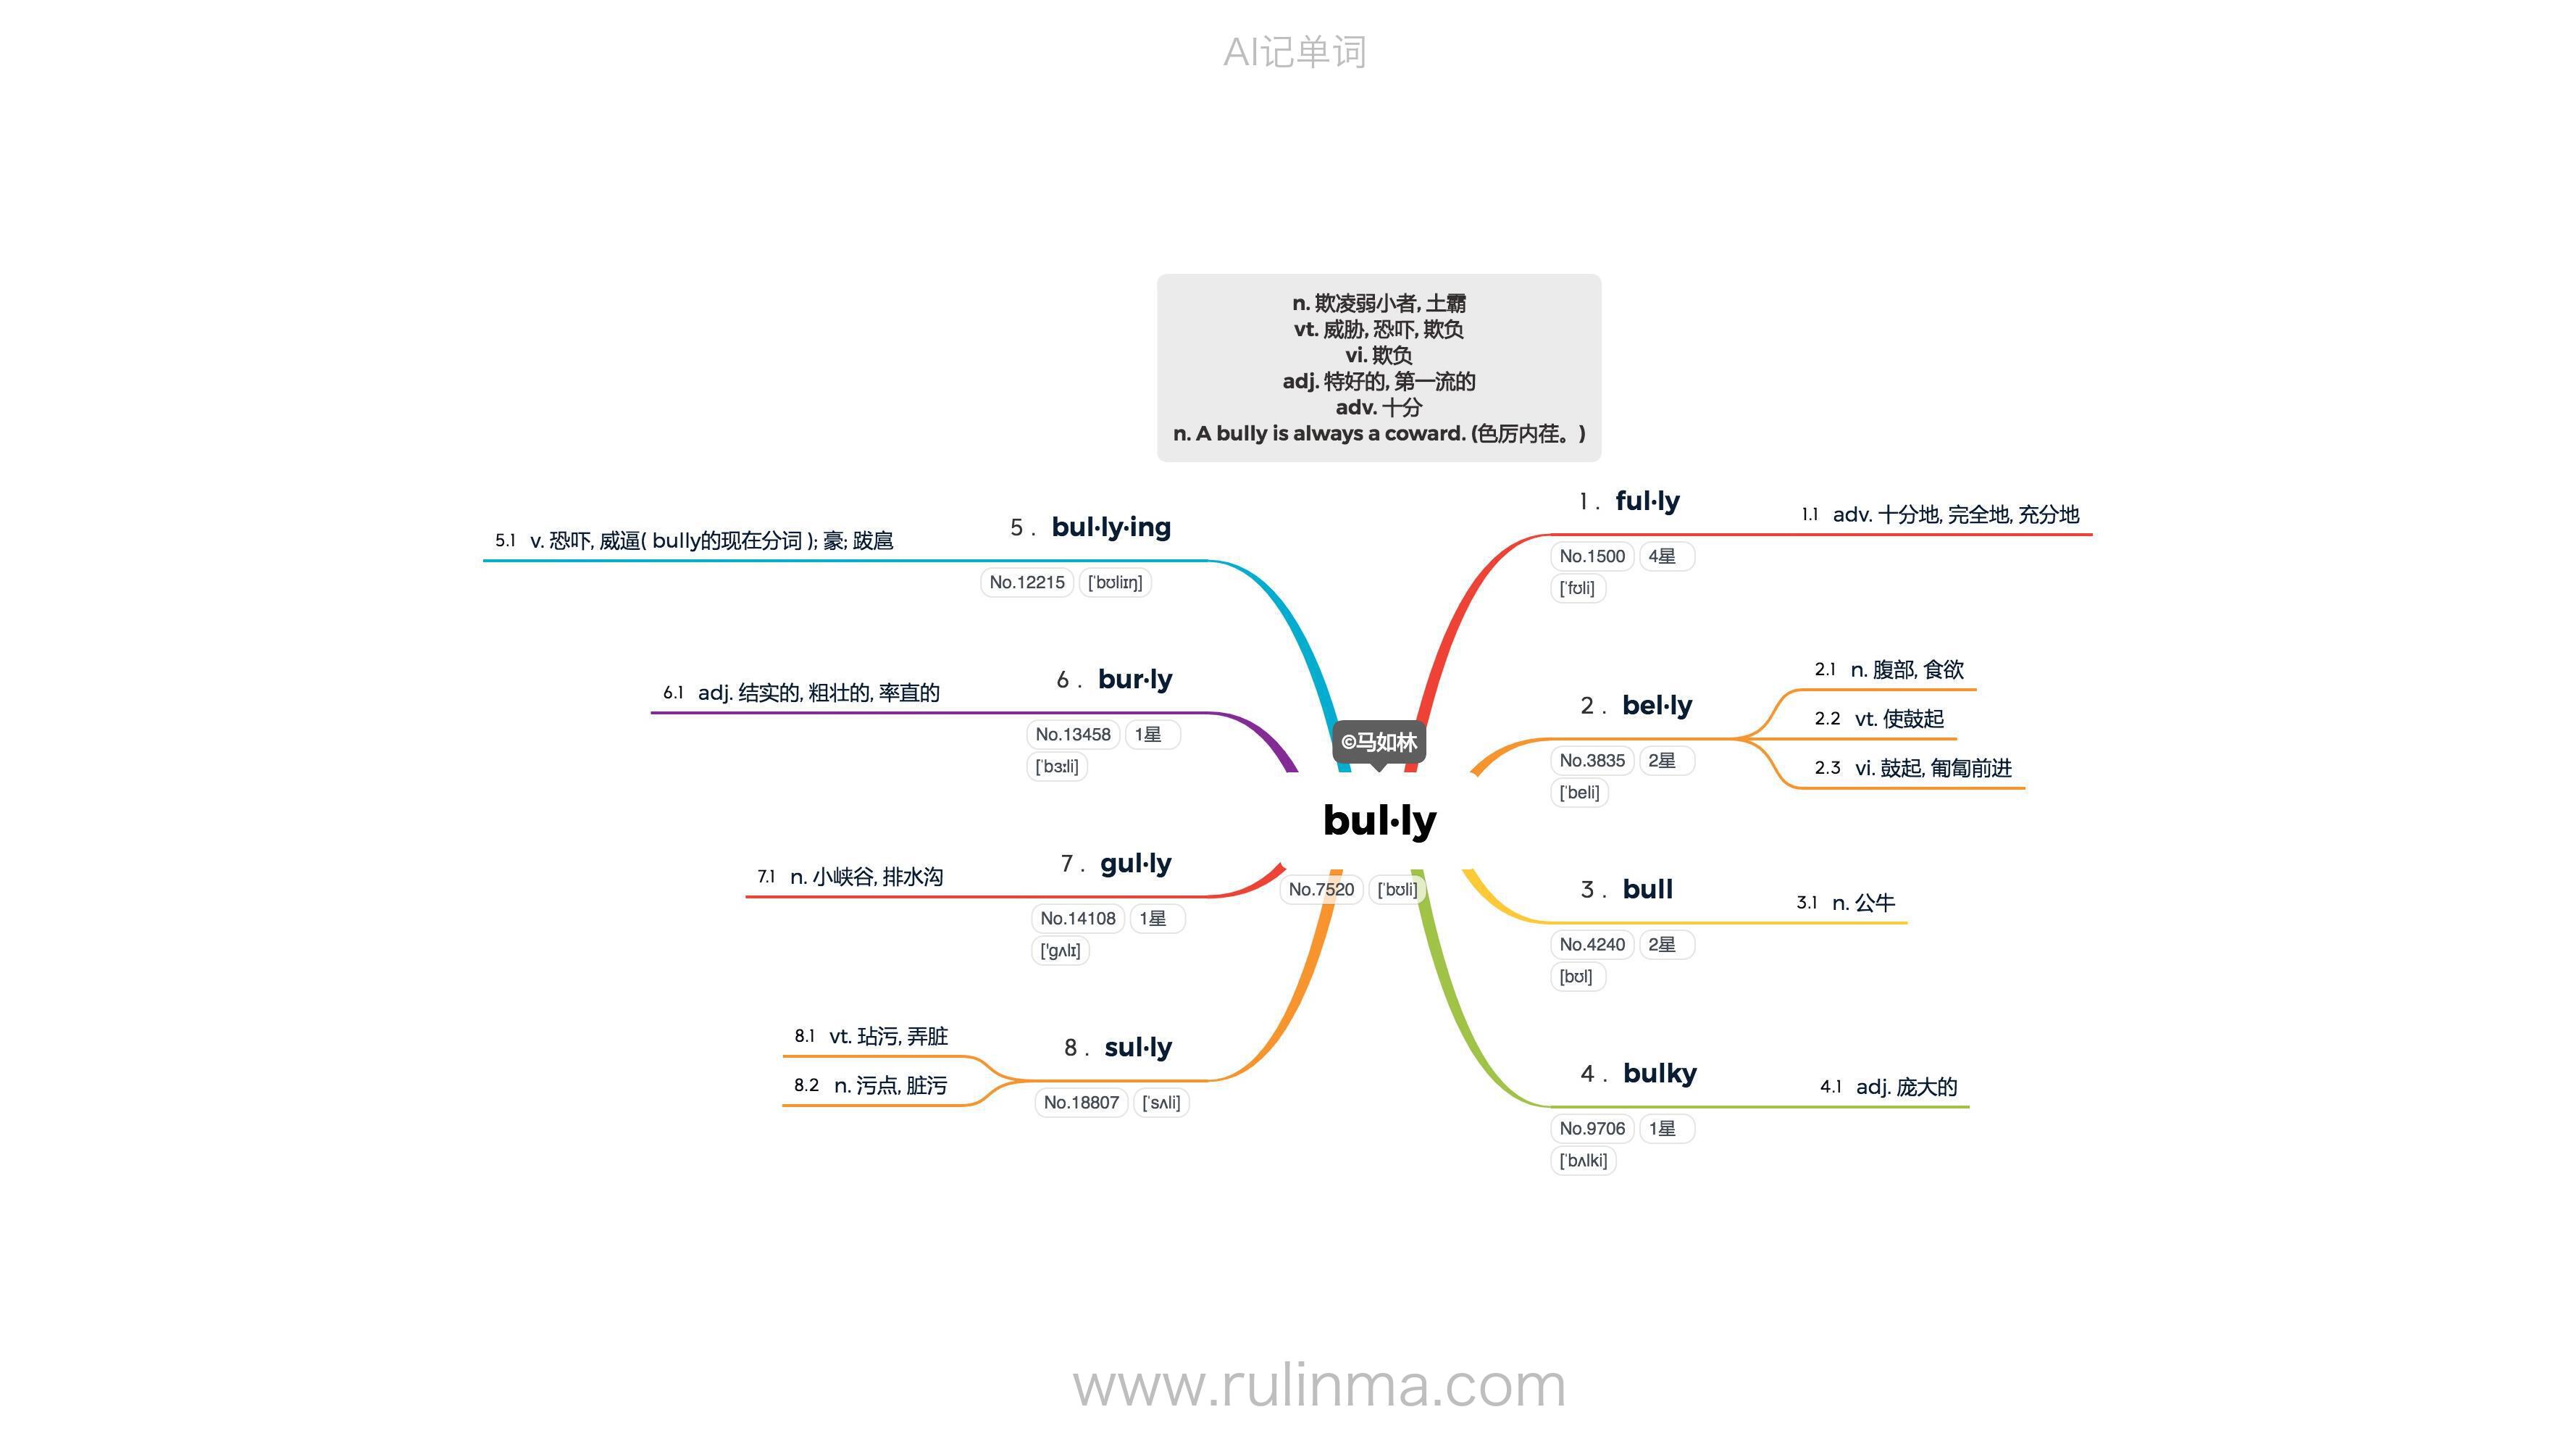 AI记单词
n. 欺凌弱小者, 土霸
vt. 威胁, 恐吓, 欺负
vi. 欺负
adj. 特好的, 第一流的
adv. 十分
n. A bully is always a coward. (色厉内荏。)
©马如林
bul·ly
No.7520 [ˈbʊli]
1 . ful·ly
No.1500 4星
[ˈfʊli]
1.1 adv. 十分地, 完全地, 充分地
2 . bel·ly
No.3835 2星
[ˈbeli]
2.1 n. 腹部, 食欲
2.2 vt. 使鼓起
2.3 vi. 鼓起, 匍匐前进
3 . bull
No.4240 2星
[bʊl]
3.1 n. 公牛
4 . bulky
No.9706 1星
[ˈbʌlki]
4.1 adj. 庞大的
5 . bul·ly·ing
No.12215 [ˈbʊliɪŋ]
5.1 v. 恐吓, 威逼( bully的现在分词 ); 豪; 跋扈
6 . bur·ly
No.13458 1星
[ˈbɜːli]
6.1 adj. 结实的, 粗壮的, 率直的
7 . gul·ly
No.14108 1星
['gʌlɪ]
7.1 n. 小峡谷, 排水沟
8 . sul·ly
No.18807 [ˈsʌli]
8.1 vt. 玷污, 弄脏
8.2 n. 污点, 脏污
www.rulinma.com